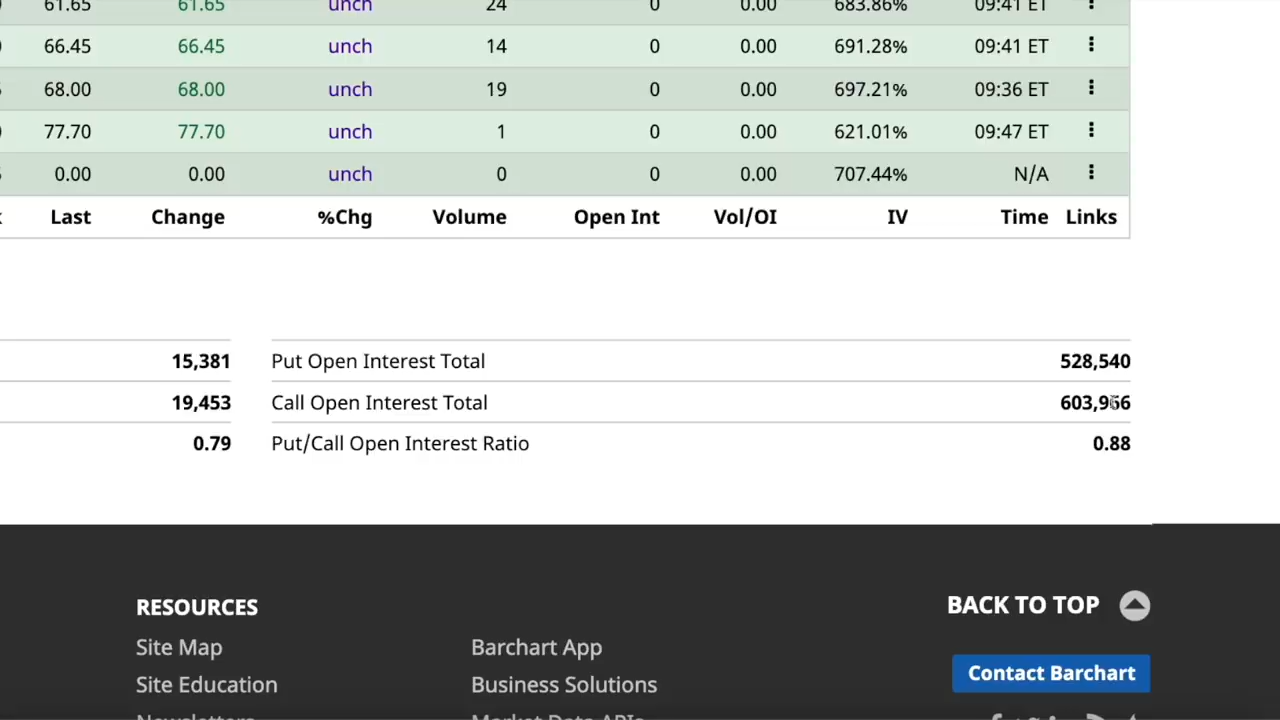 61.65 61.65 unch 24 0 0.00 683.86% 09:41 ET
66.45 66.45 unch 14 0 0.00 691.28% 09:41 ET
68.00 68.00 unch 19 0 0.00 697.21% 09:36 ET
77.70 77.70 unch 1 0 0.00 621.01% 09:47 ET
0.00 0.00 unch 0 0 0.00 707.44% N/A
Last Change %Chg Volume Open Int Vol/OI IV Time Links
15,381 Put Open Interest Total 528,540
19,453 Call Open Interest Total 603,966
0.79 Put/Call Open Interest Ratio 0.88
RESOURCES
BACK TO TOP
Site Map Barchart App
Site Education Business Solutions
Contact Barchart
Newsletters Market Data APIs